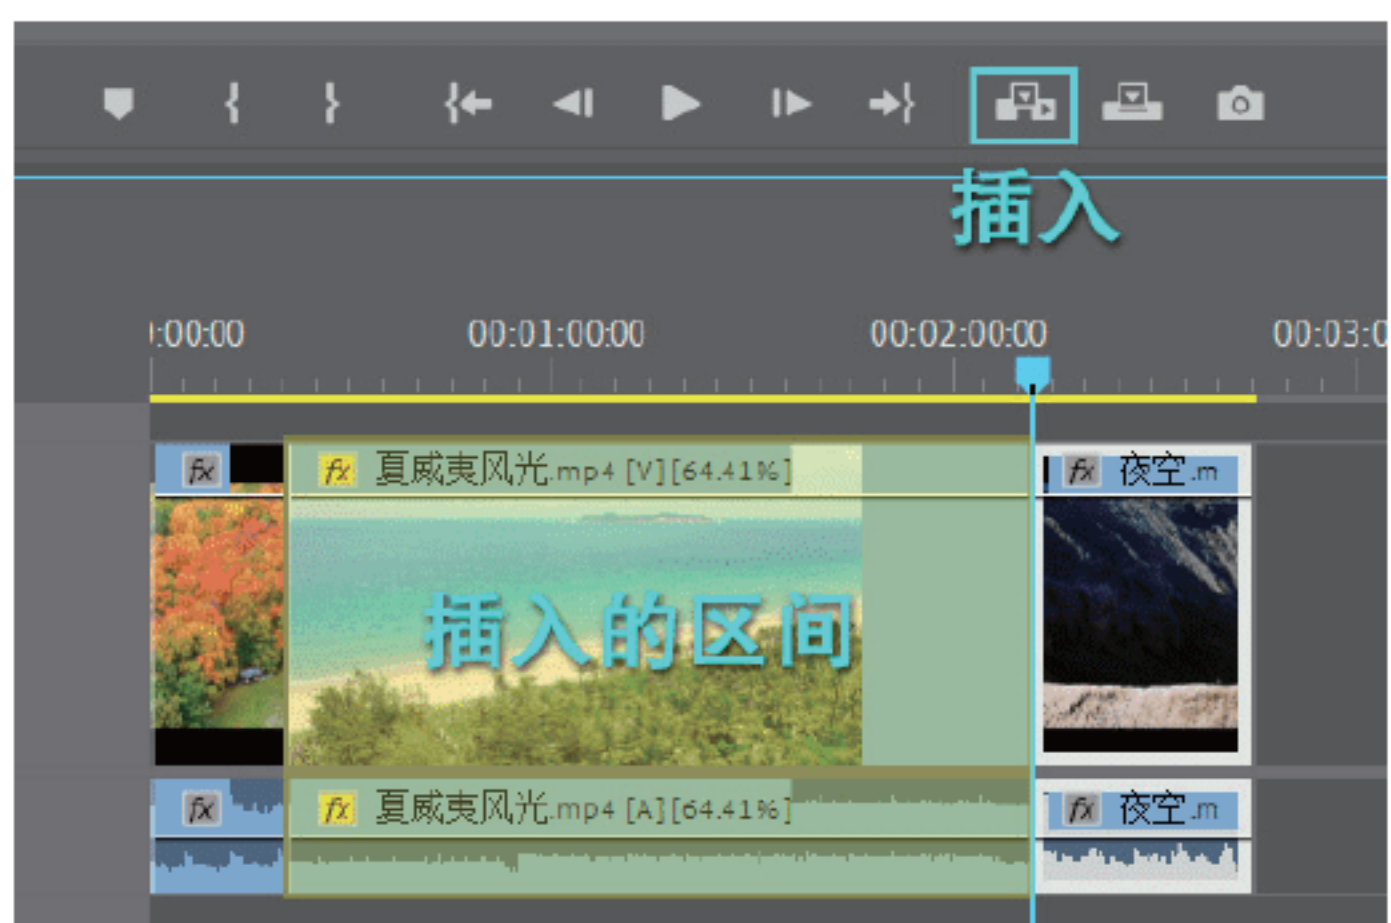 插入
:00:00 00:01:00:00 00:02:00:00 00:03:0
fx fx 夏威夷风光.mp4 [V][64.41%] fx 夜空.m
插入的区间
fx fx 夏威夷风光.mp4 [A][64.41%] fx 夜空.m